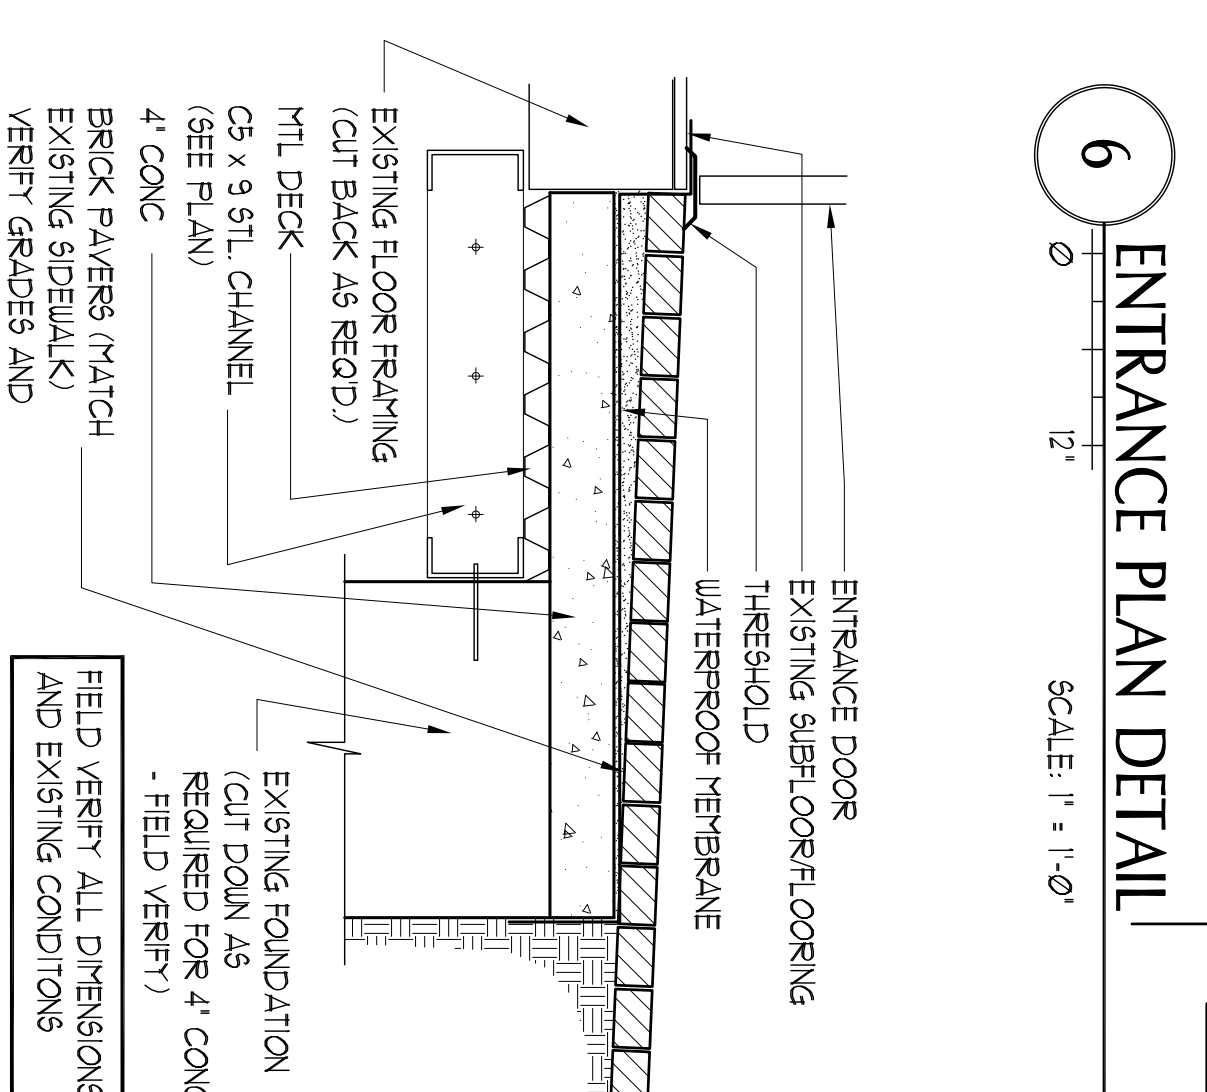 6
ENTRANCE PLAN DETAIL
0 12" SCALE: 1" = 1'-0"
ENTRANCE DOOR
EXISTING SUBFLOOR/FLOORING
THRESHOLD
WATERPROOF MEMBRANE
EXISTING FLOOR FRAMING
(CUT BACK AS REQ'D.)
MTL DECK
C5 x 9 STL. CHANNEL
(SEE PLAN)
4" CONC
BRICK PAVERS (MATCH
EXISTING SIDEWALK)
VERIFY GRADES AND
EXISTING FOUNDATION
(CUT DOWN AS
REQUIRED FOR 4" CONC
- FIELD VERIFY)
FIELD VERIFY ALL DIMENSIONS
AND EXISTING CONDITONS